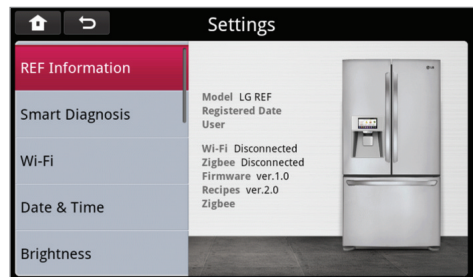 Settings
REF Information
Smart Diagnosis
Wi-Fi
Date & Time
Brightness
Model LG REF
Registered Date
User
Wi-Fi Disconnected
Zigbee Disconnected
Firmware ver.1.0
Recipes ver.2.0
Zigbee